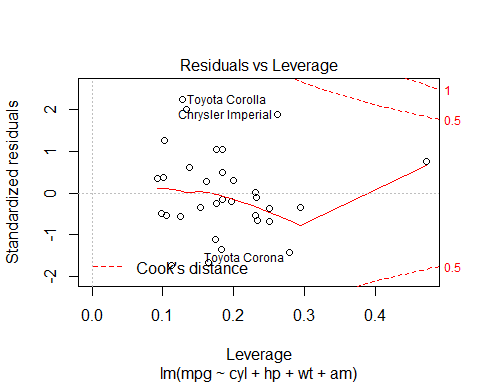 Residuals vs Leverage
Standardized residuals
2
1
0
-1
-2
Toyota Corolla
Chrysler Imperial
Toyota Corona
Cook's distance
1
0.5
0.5
0.0 0.1 0.2 0.3 0.4
Leverage
lm(mpg ~ cyl + hp + wt + am)